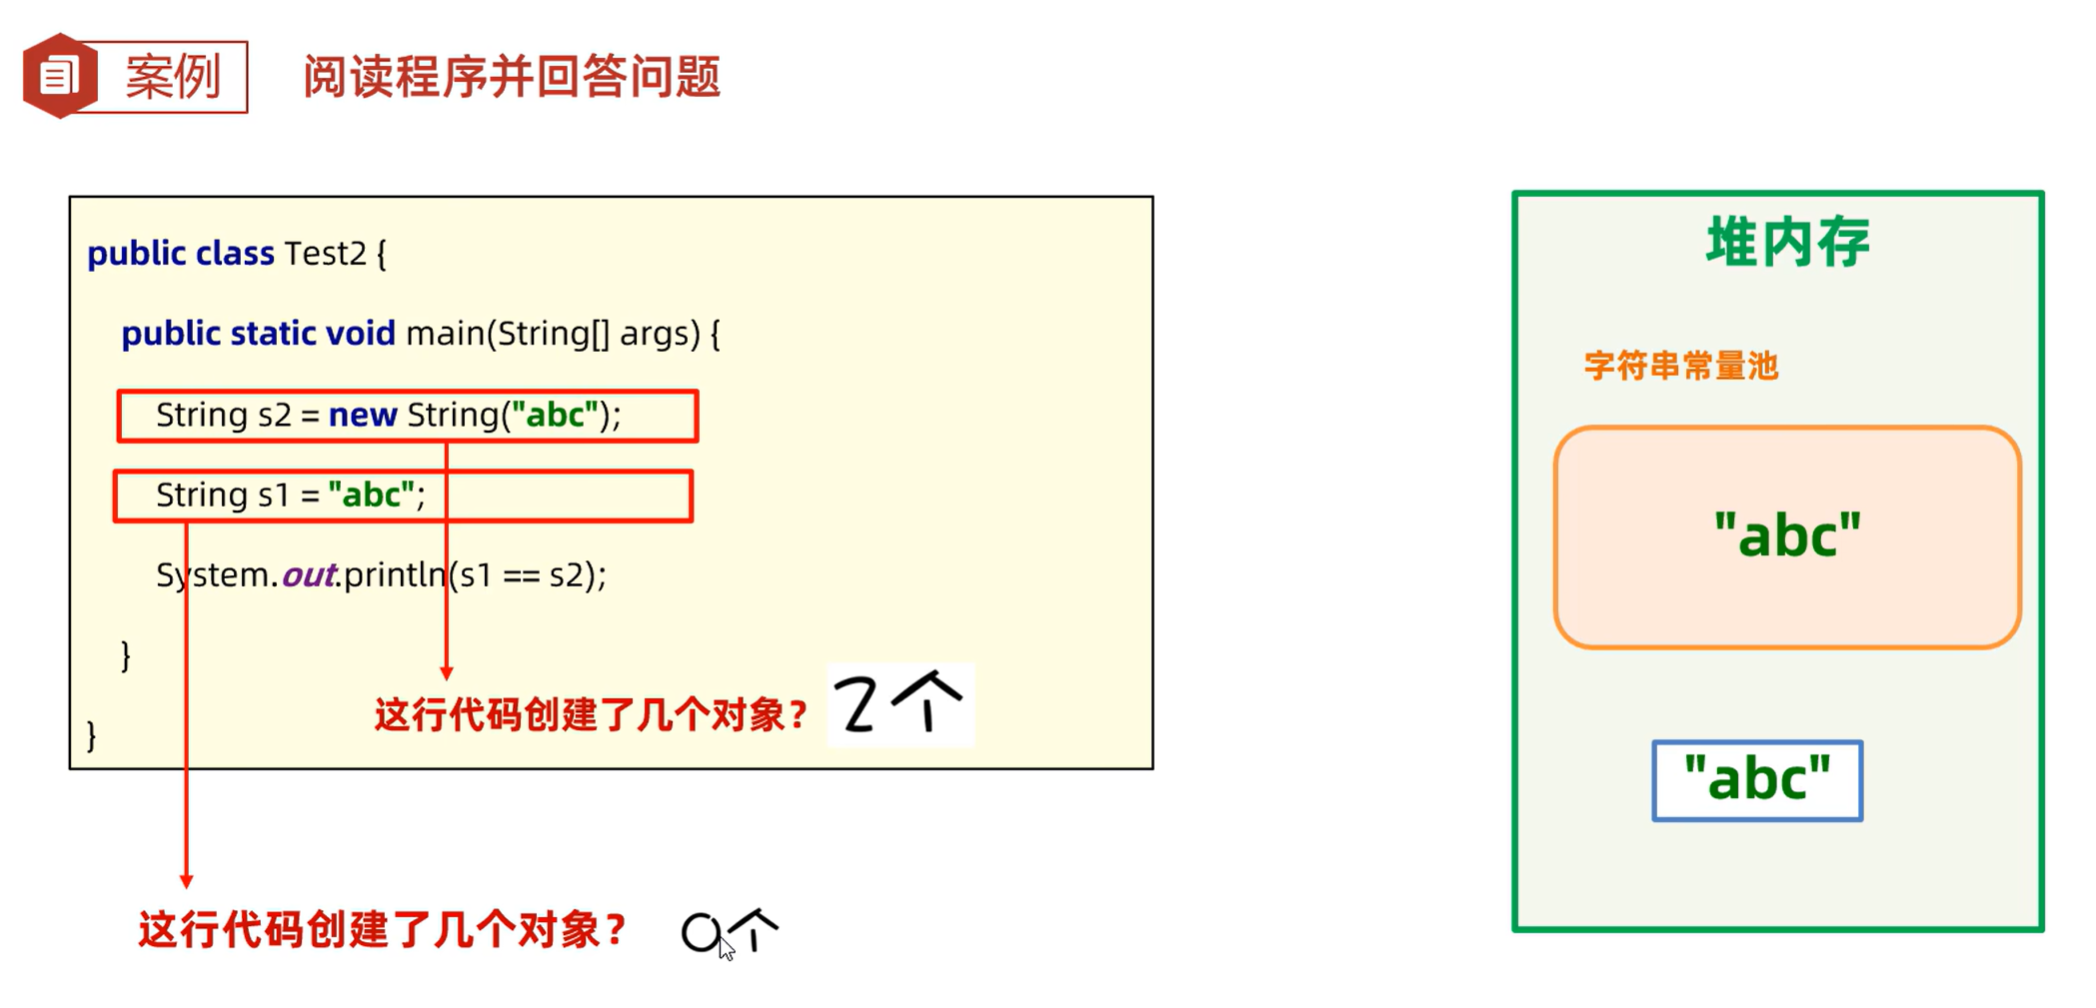 案例
阅读程序并回答问题
public class Test2 {
public static void main(String[] args) {
String s2 = new String("abc");
String s1 = "abc";
System.out.println(s1 == s2);
}
}
这行代码创建了几个对象？ 2个
这行代码创建了几个对象？ 0个
堆内存
字符串常量池
"abc"
"abc"